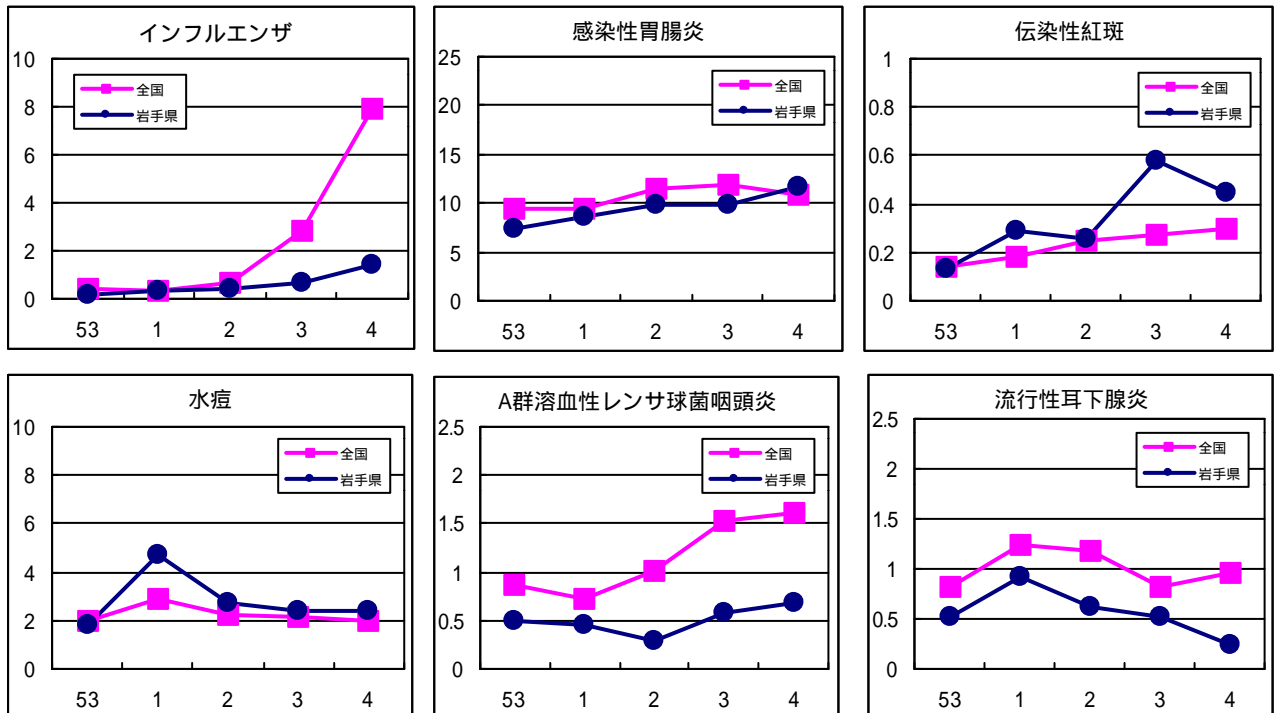 インフルエンザ
10
8
6
4
2
0
全国
岩手県
53 1 2 3 4
感染性胃腸炎
25
20
15
10
5
0
全国
岩手県
53 1 2 3 4
伝染性紅斑
1
0.8
0.6
0.4
0.2
0
全国
岩手県
53 1 2 3 4
水痘
10
8
6
4
2
0
全国
岩手県
53 1 2 3 4
A群溶血性レンサ球菌咽頭炎
2.5
2
1.5
1
0.5
0
全国
岩手県
53 1 2 3 4
流行性耳下腺炎
2.5
2
1.5
1
0.5
0
全国
岩手県
53 1 2 3 4